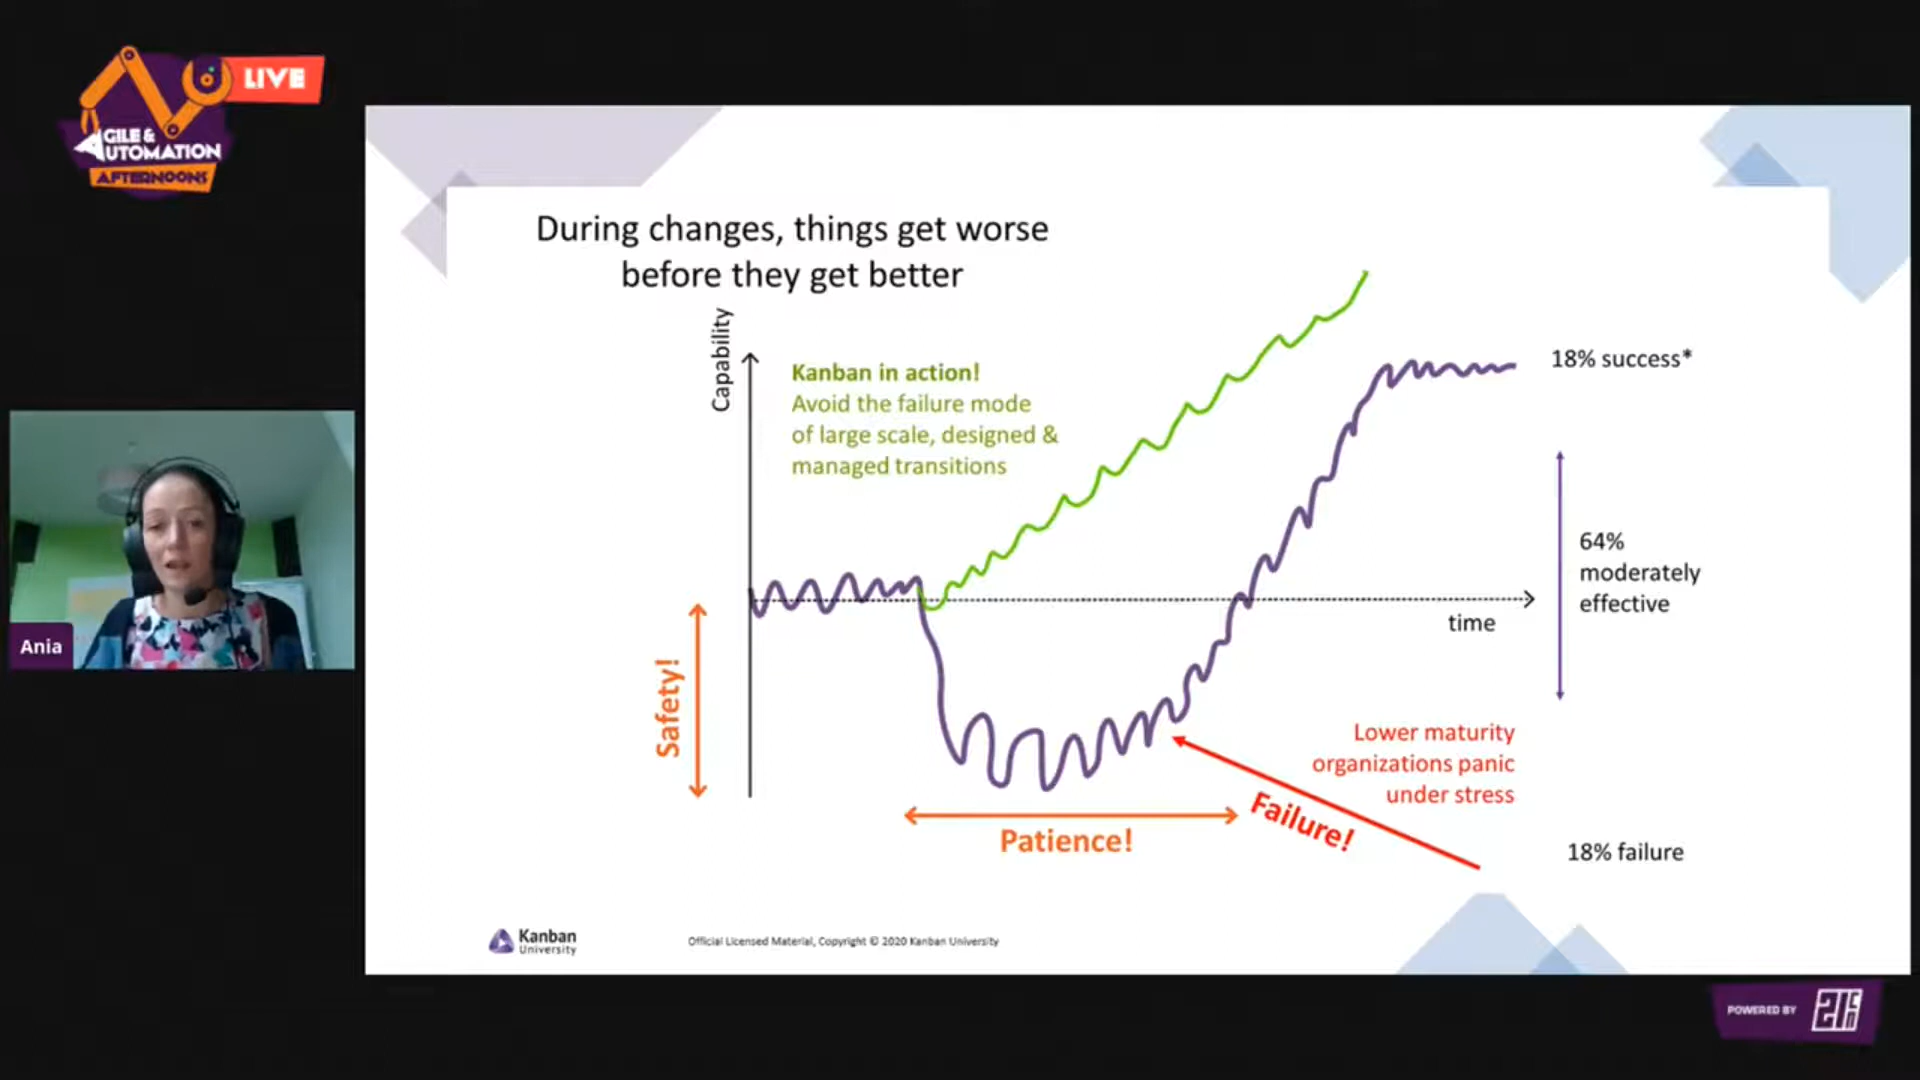 LIVE
AGILE &
AUTOMATION
AFTERNOONS
During changes, things get worse
before they get better
Capability
Kanban in action!
Avoid the failure mode
of large scale, designed &
managed transitions
18% success*
64%
moderately
effective
time
Ania
Safety!
Lower maturity
organizations panic
under stress
Failure!
Patience!
18% failure
Kanban
University
Official Licensed Material, Copyright © 2020 Kanban University
POWERED BY